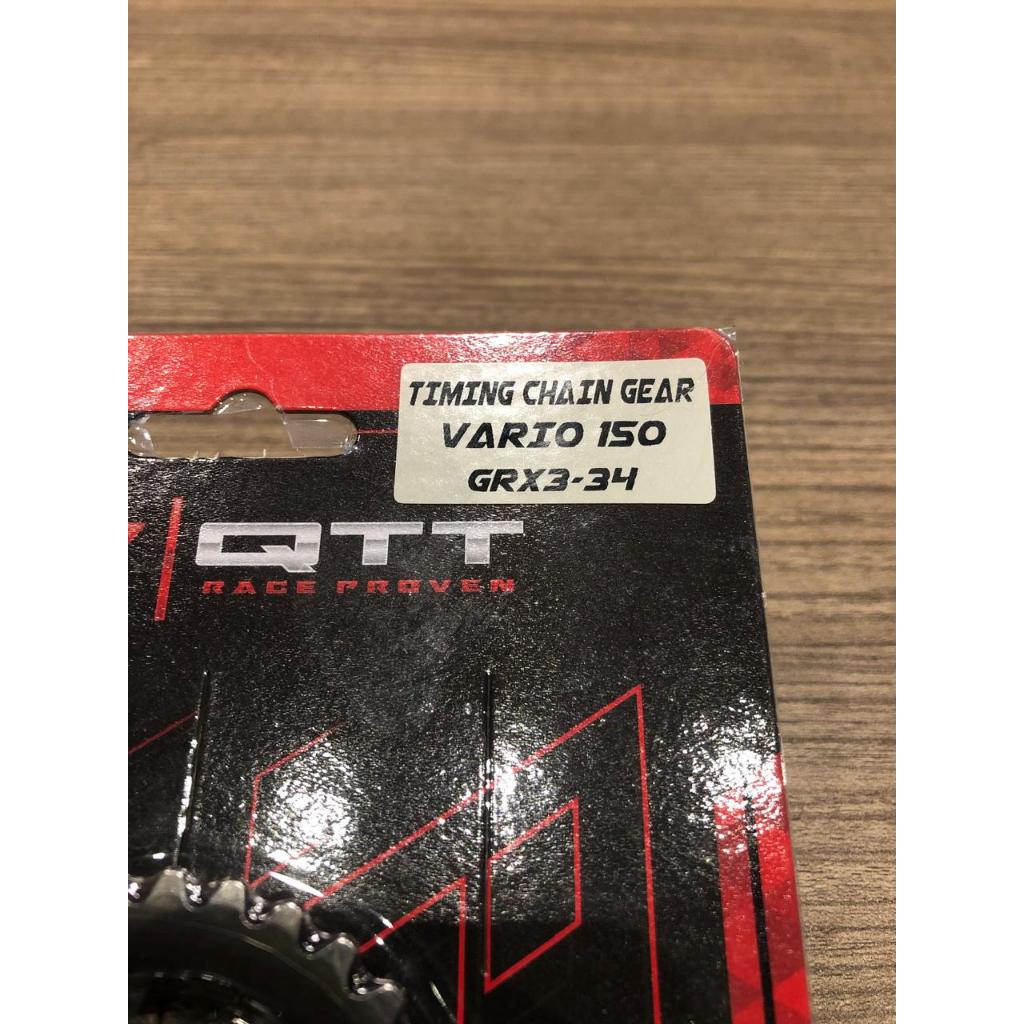 TIMING CHAIN GEAR
VARIO 150
GRX3-34
QTT
RACE PROVEN